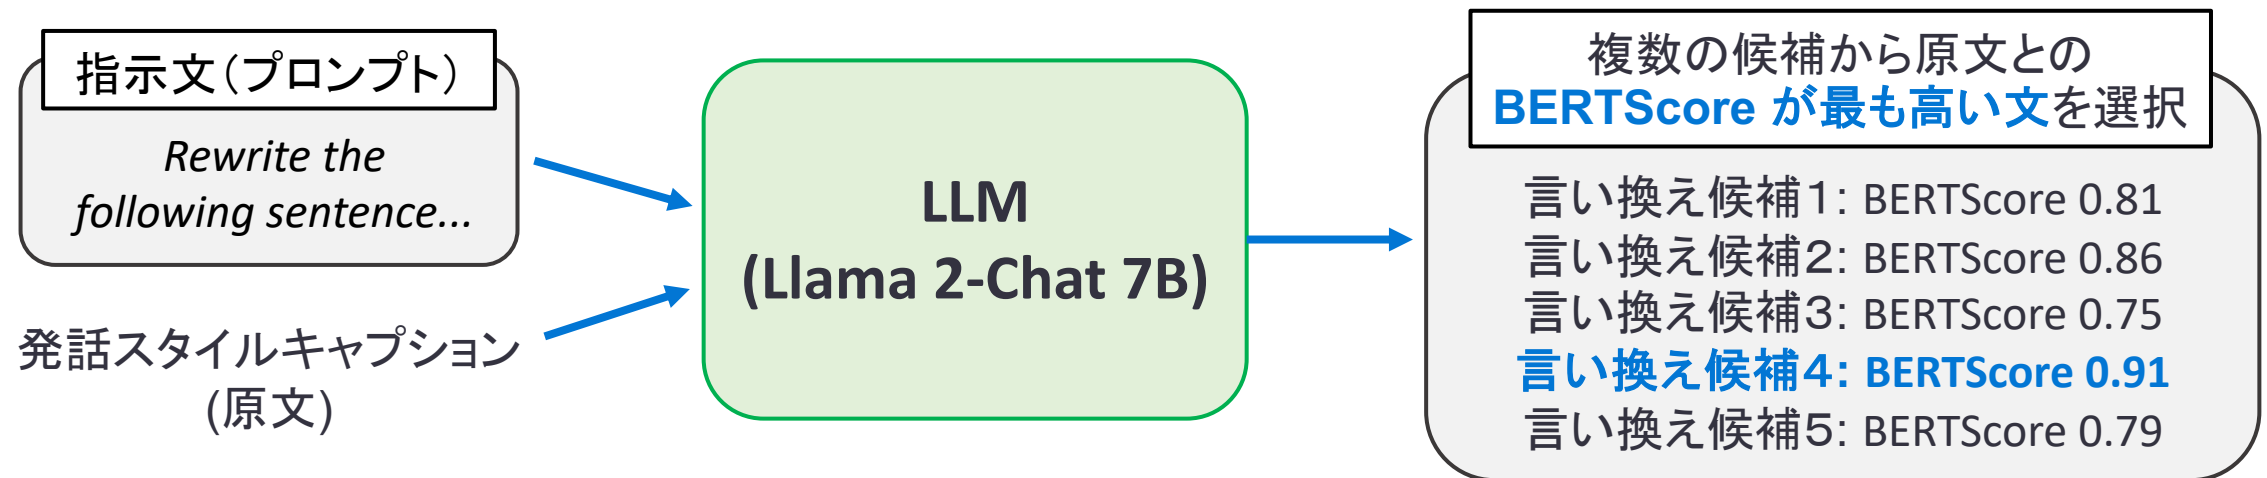 指示文(プロンプト)
Rewrite the
following sentence...
発話スタイルキャプション
(原文)
LLM
(Llama 2-Chat 7B)
複数の候補から原文との
BERTScore が最も高い文を選択
言い換え候補1: BERTScore 0.81
言い換え候補2: BERTScore 0.86
言い換え候補3: BERTScore 0.75
言い換え候補4: BERTScore 0.91
言い換え候補5: BERTScore 0.79